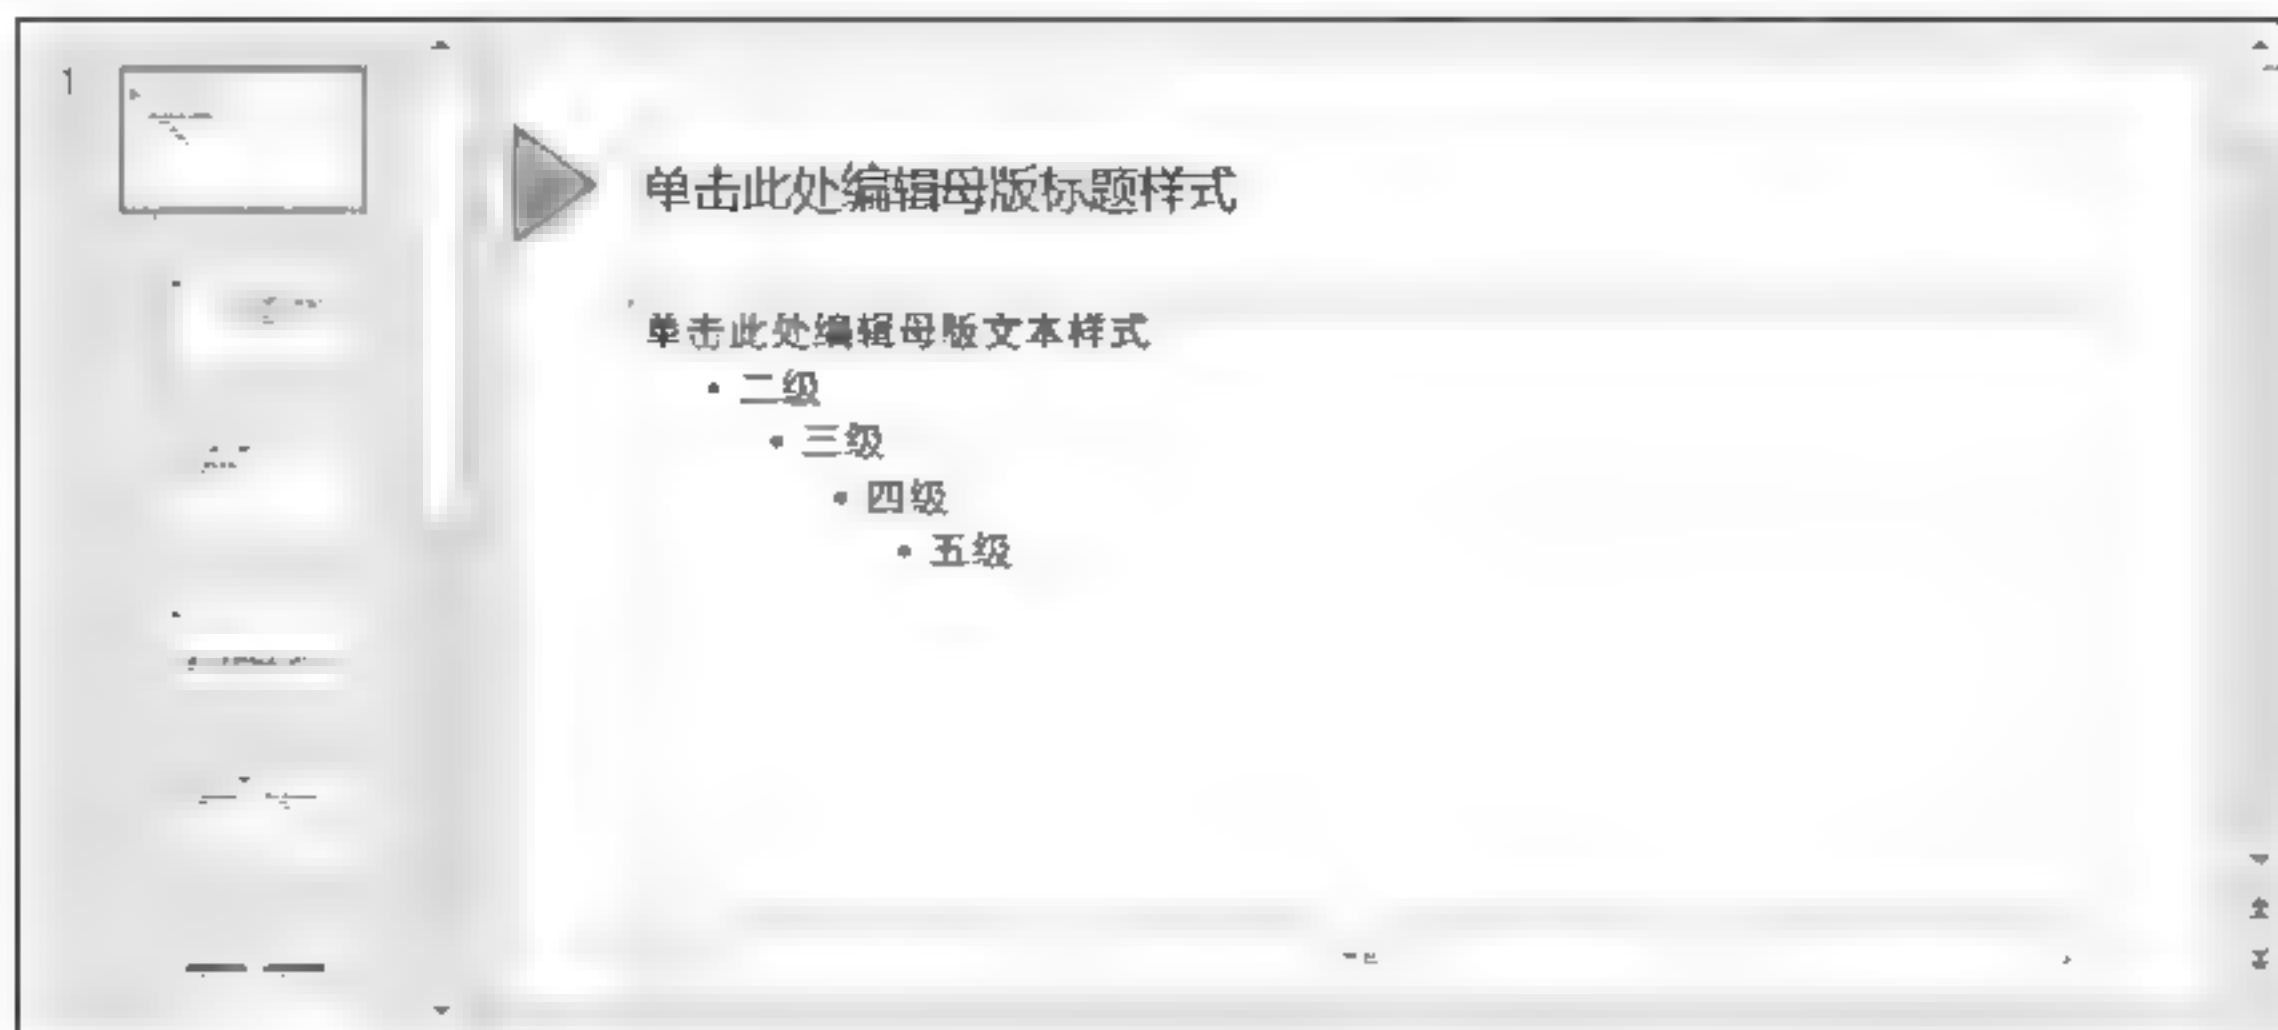 1
单击此处编辑母版标题样式
单击此处编辑母版文本样式
• 二级
• 三级
• 四级
• 五级